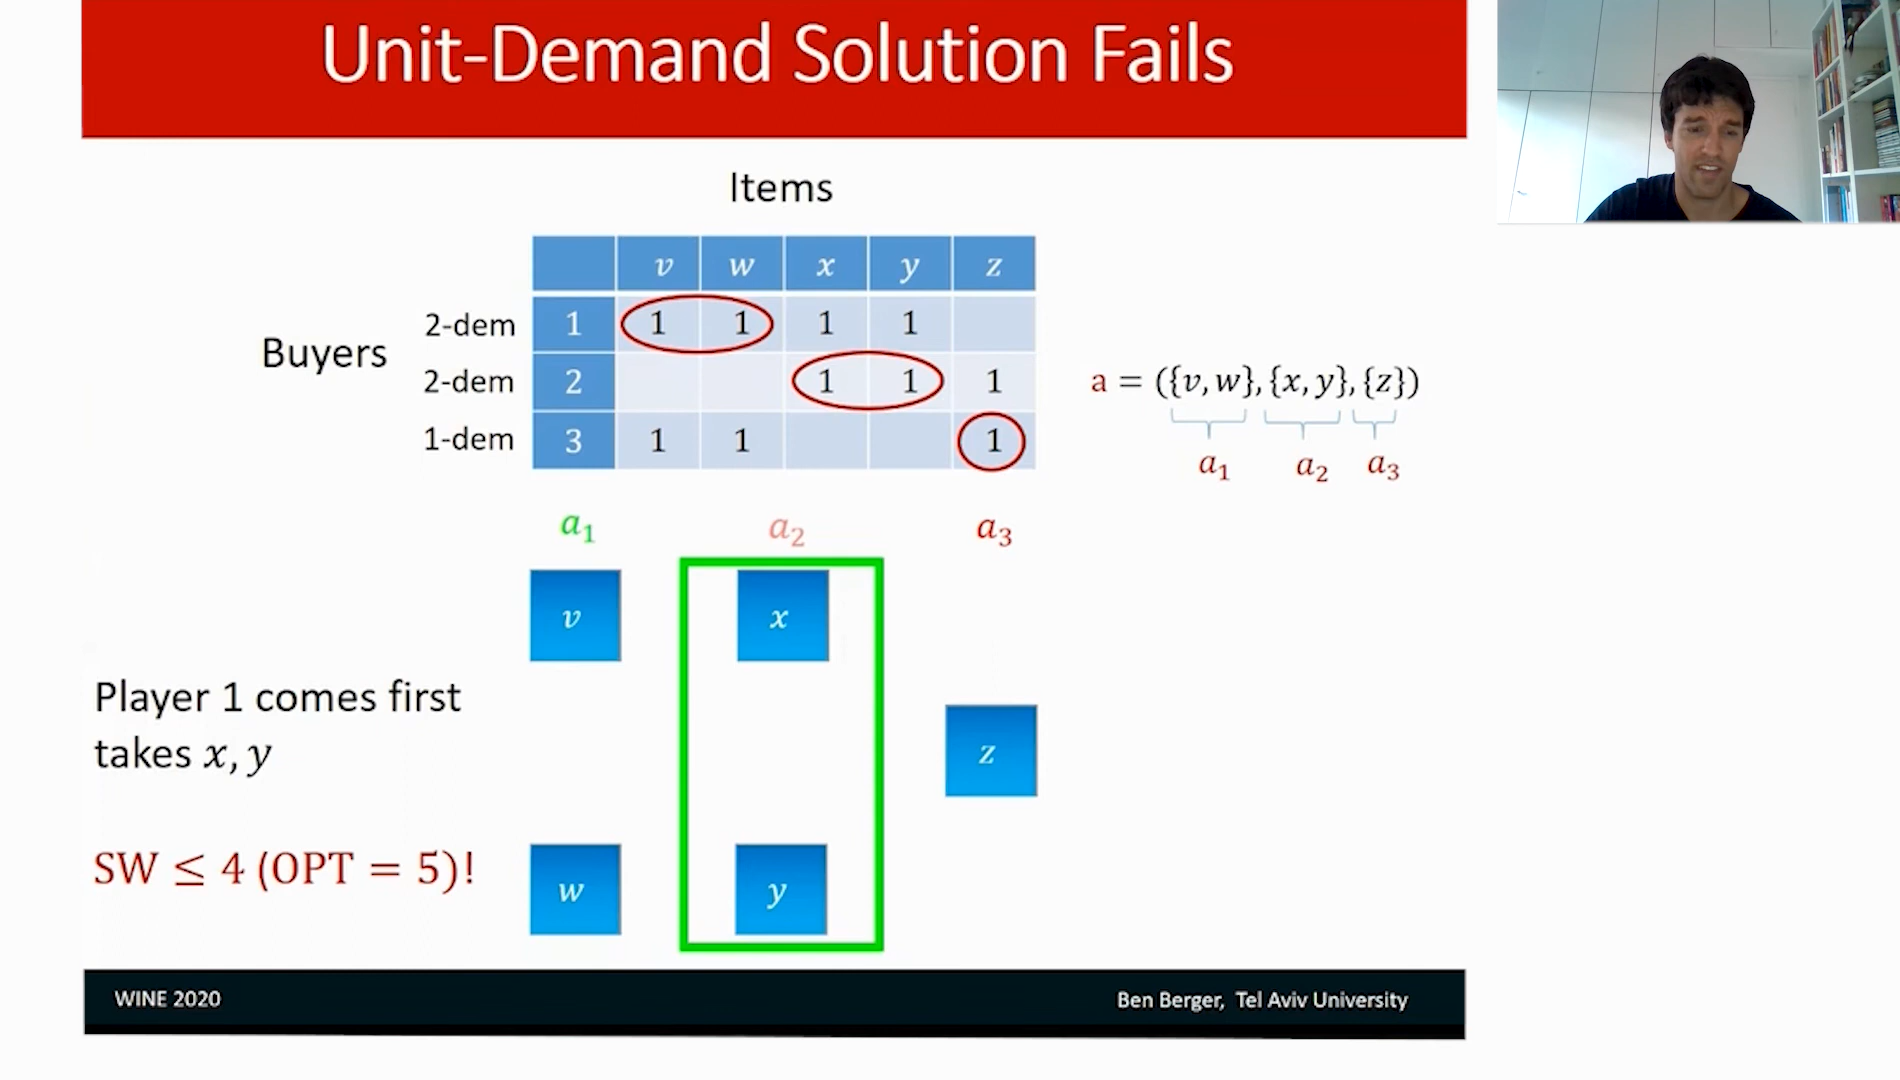 Unit-Demand Solution Fails
Items
v w x y z
Buyers
2-dem 1 1 1 1 1
2-dem 2 1 1 1
1-dem 3 1 1 1
a = ({v, w}, {x, y}, {z})
a₁ a₂ a₃
a₁ a₂ a₃
v x
z
w y
Player 1 comes first
takes x, y
SW ≤ 4 (OPT = 5)!
WINE 2020
Ben Berger, Tel Aviv University